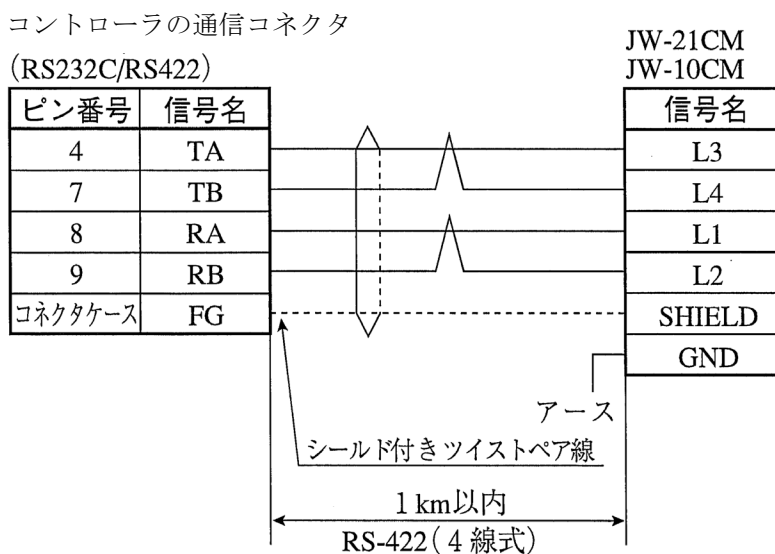 コントローラの通信コネクタ
(RS232C/RS422)
JW-21CM
JW-10CM
ピン番号 信号名 信号名
4 TA L3
7 TB L4
8 RA L1
9 RB L2
コネクタケース FG SHIELD
GND
アース
シールド付きツイストペア線
1 km以内
RS-422(4線式)